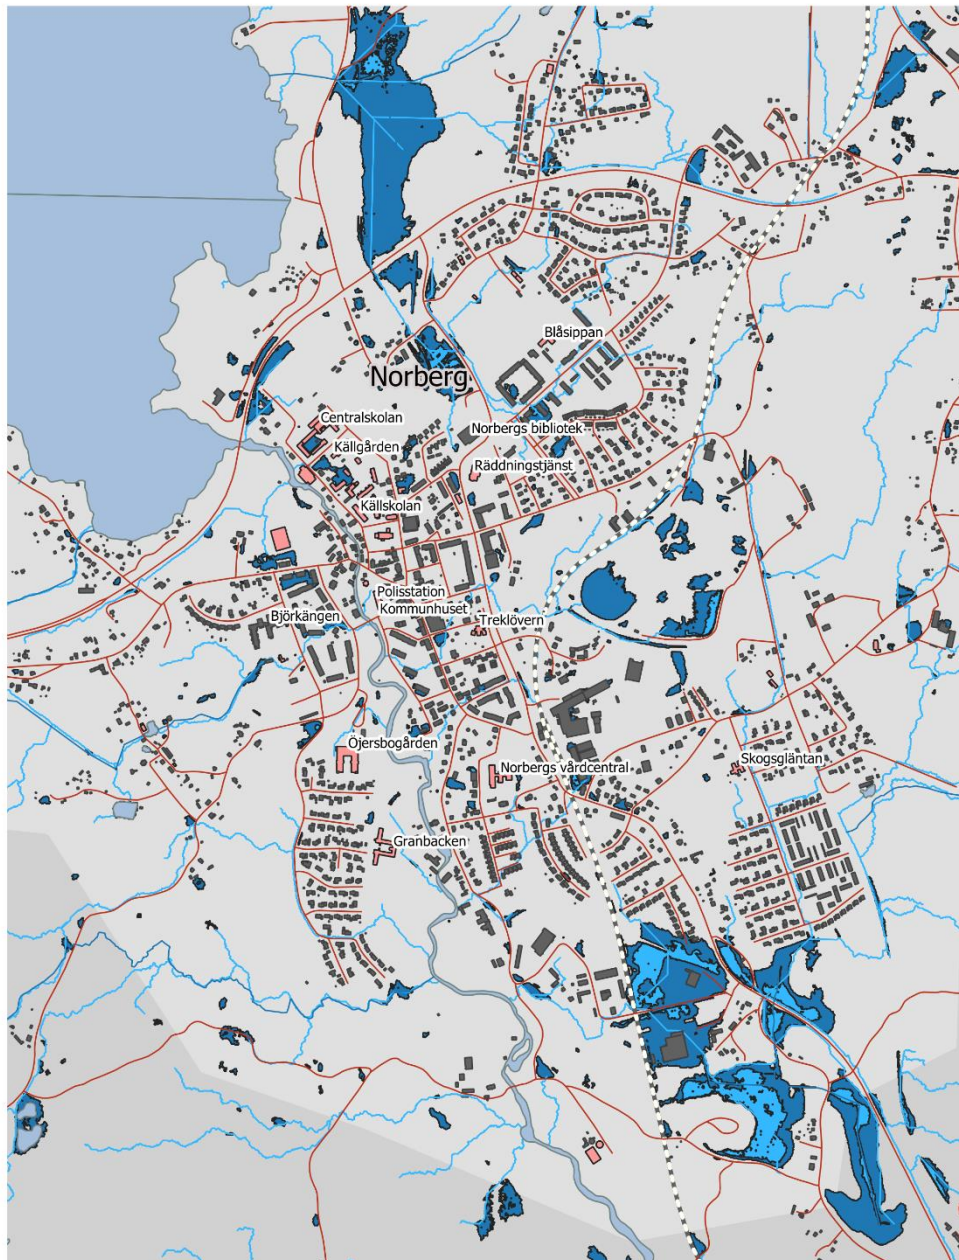 Blåsippan
Norberg
Centralskolan
Norbergs bibliotek
Källgården
Räddningstjänst
Källskolan
Polisstation
Kommunhuset
Björkängen
Treklövern
Öjersbogården
Norbergs vårdcentral
Skogsgläntan
Granbacken